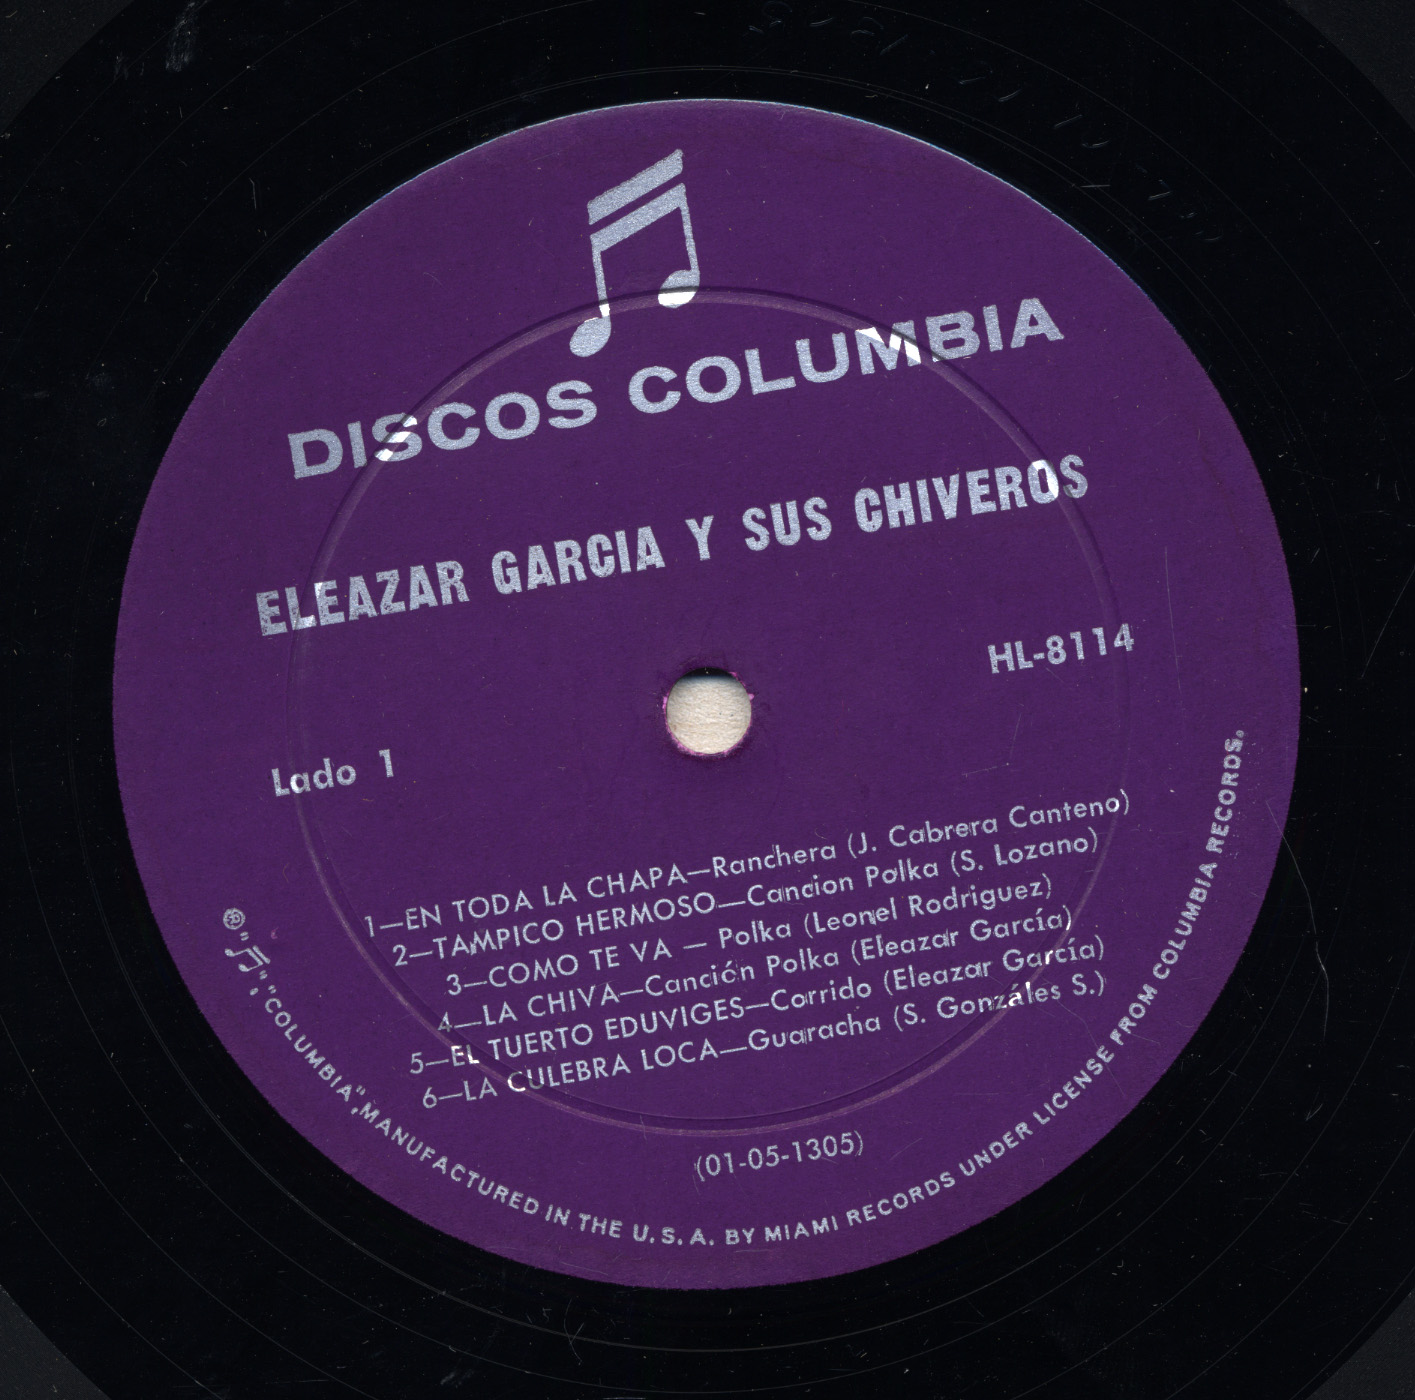 DISCOS COLUMBIA
ELEAZAR GARCIA Y SUS CHIVEROS
HL-8114
Lado 1
1—EN TODA LA CHAPA—Ranchera (J. Cabrera Canteno)
2—TAMPICO HERMOSO—Cancion Polka (S. Lozano)
3—COMO TE VA — Polka (Leonel Rodriguez)
4—LA CHIVA—Canción Polka (Eleazar García)
5—EL TUERTO EDUVIGES—Corrido (Eleazar García)
6—LA CULEBRA LOCA—Guaracha (S. Gonzáles S.)
(01-05-1305)
"COLUMBIA", MANUFACTURED IN THE U.S.A. BY MIAMI RECORDS UNDER LICENSE FROM COLUMBIA RECORDS.